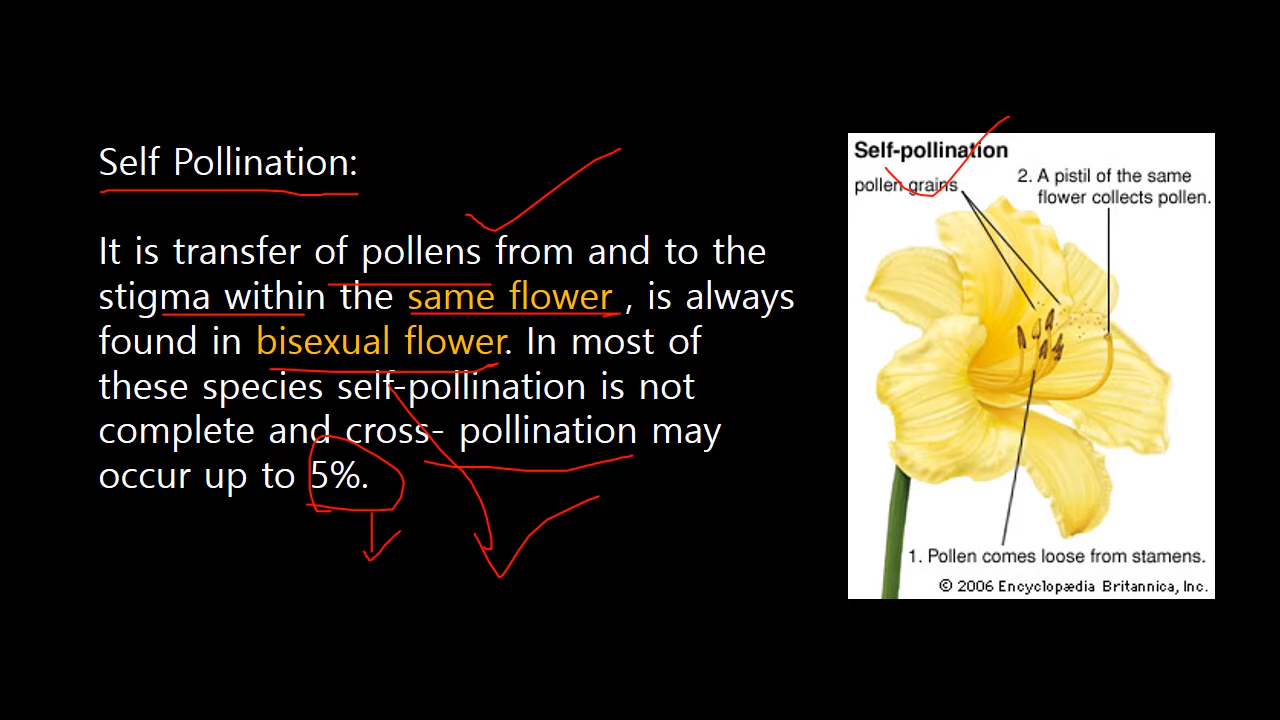 Self Pollination:
It is transfer of pollens from and to the
stigma within the same flower , is always
found in bisexual flower. In most of
these species self-pollination is not
complete and cross- pollination may
occur up to 5%.
Self-pollination
pollen grains
2. A pistil of the same
flower collects pollen.
1. Pollen comes loose from stamens.
© 2006 Encyclopædia Britannica, Inc.